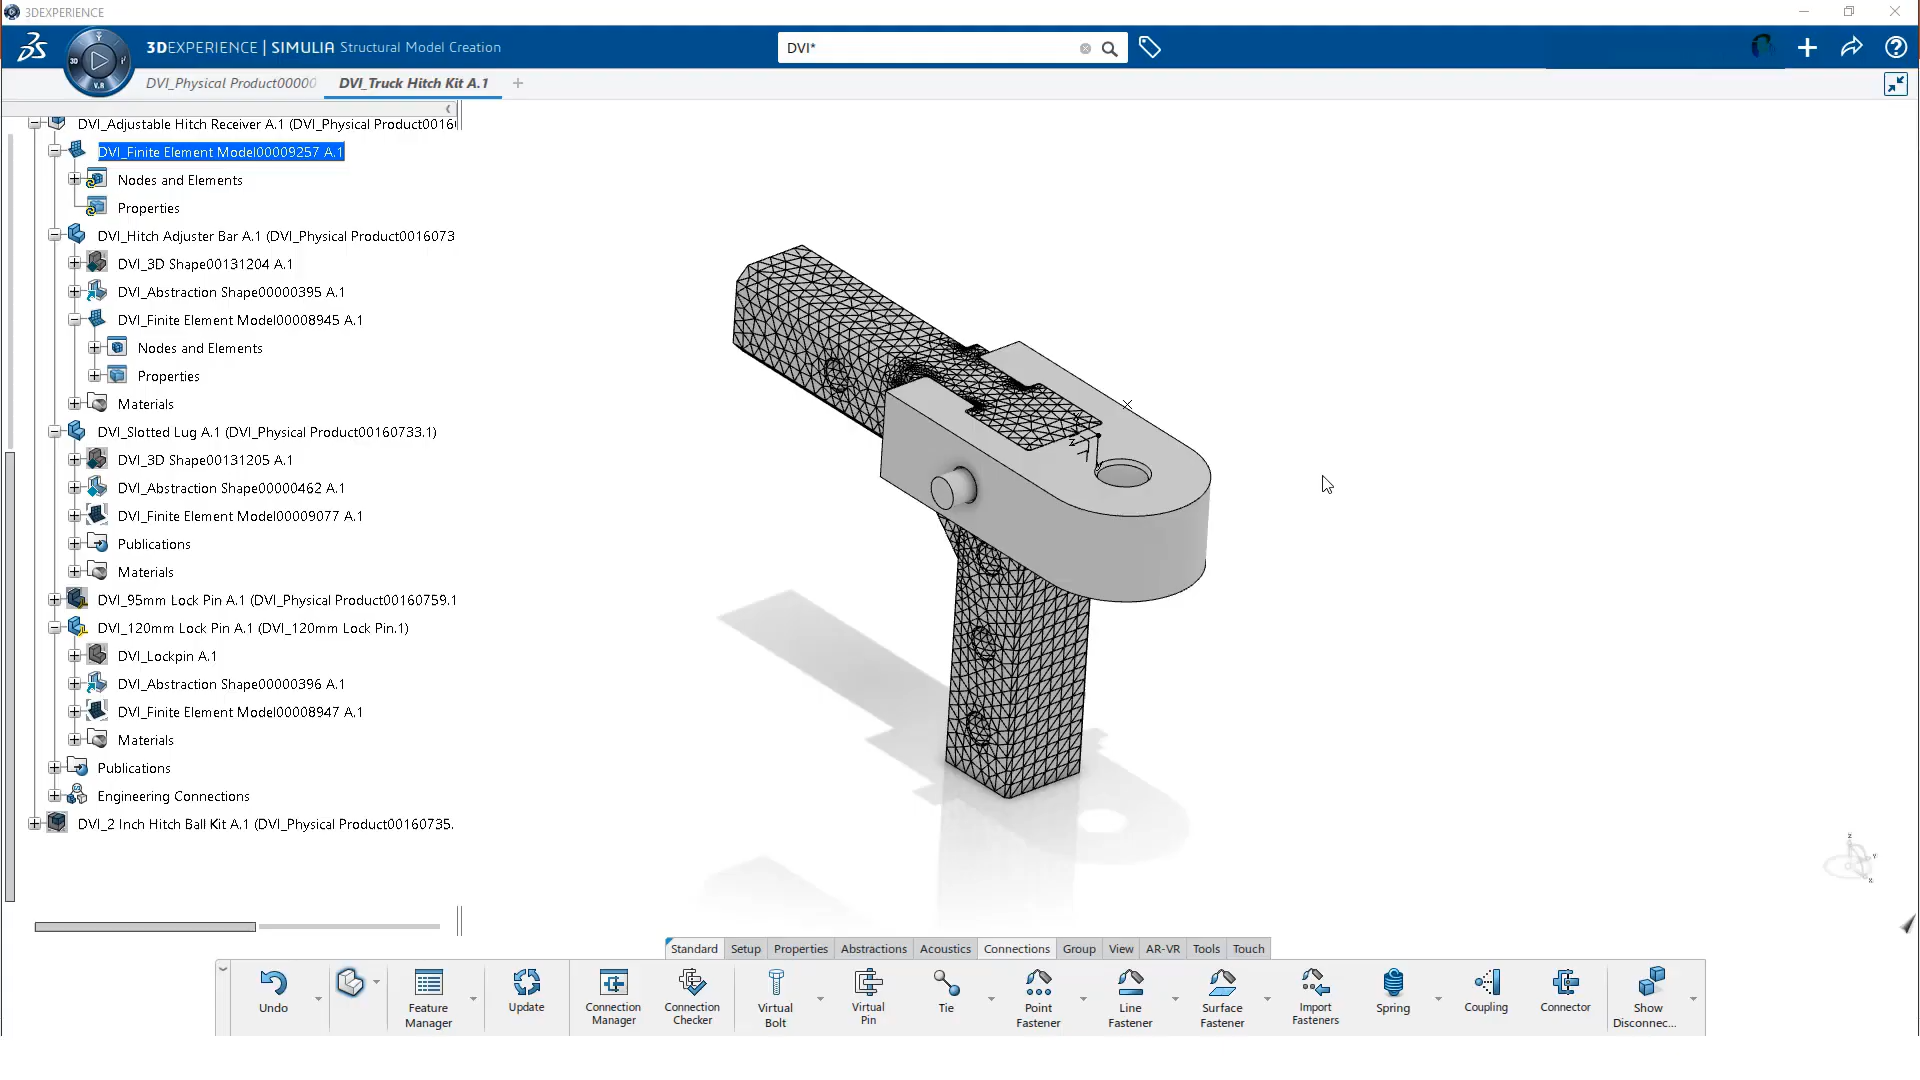 3DEXPERIENCE
3DEXPERIENCE | SIMULIA Structural Model Creation
DVI*
3D
V.R
DVI_Physical Product00000
DVI_Truck Hitch Kit A.1
DVI_Adjustable Hitch Receiver A.1 (DVI_Physical Product0016
DVI_Finite Element Model00009257 A.1
Nodes and Elements
Properties
DVI_Hitch Adjuster Bar A.1 (DVI_Physical Product0016073
DVI_3D Shape00131204 A.1
DVI_Abstraction Shape00000395 A.1
DVI_Finite Element Model00008945 A.1
Nodes and Elements
Properties
Materials
DVI_Slotted Lug A.1 (DVI_Physical Product00160733.1)
DVI_3D Shape00131205 A.1
DVI_Abstraction Shape00000462 A.1
DVI_Finite Element Model00009077 A.1
Publications
Materials
DVI_95mm Lock Pin A.1 (DVI_Physical Product00160759.1
DVI_120mm Lock Pin A.1 (DVI_120mm Lock Pin.1)
DVI_Lockpin A.1
DVI_Abstraction Shape00000396 A.1
DVI_Finite Element Model00008947 A.1
Materials
Publications
Engineering Connections
DVI_2 Inch Hitch Ball Kit A.1 (DVI_Physical Product00160735.
z
z
Y
x
Standard Setup Properties Abstractions Acoustics Connections Group View AR-VR Tools Touch
Undo
Feature Manager
Update
Connection Manager
Connection Checker
Virtual Bolt
Virtual Pin
Tie
Point Fastener
Line Fastener
Surface Fastener
Import Fasteners
Spring
Coupling
Connector
Show Disconnec...